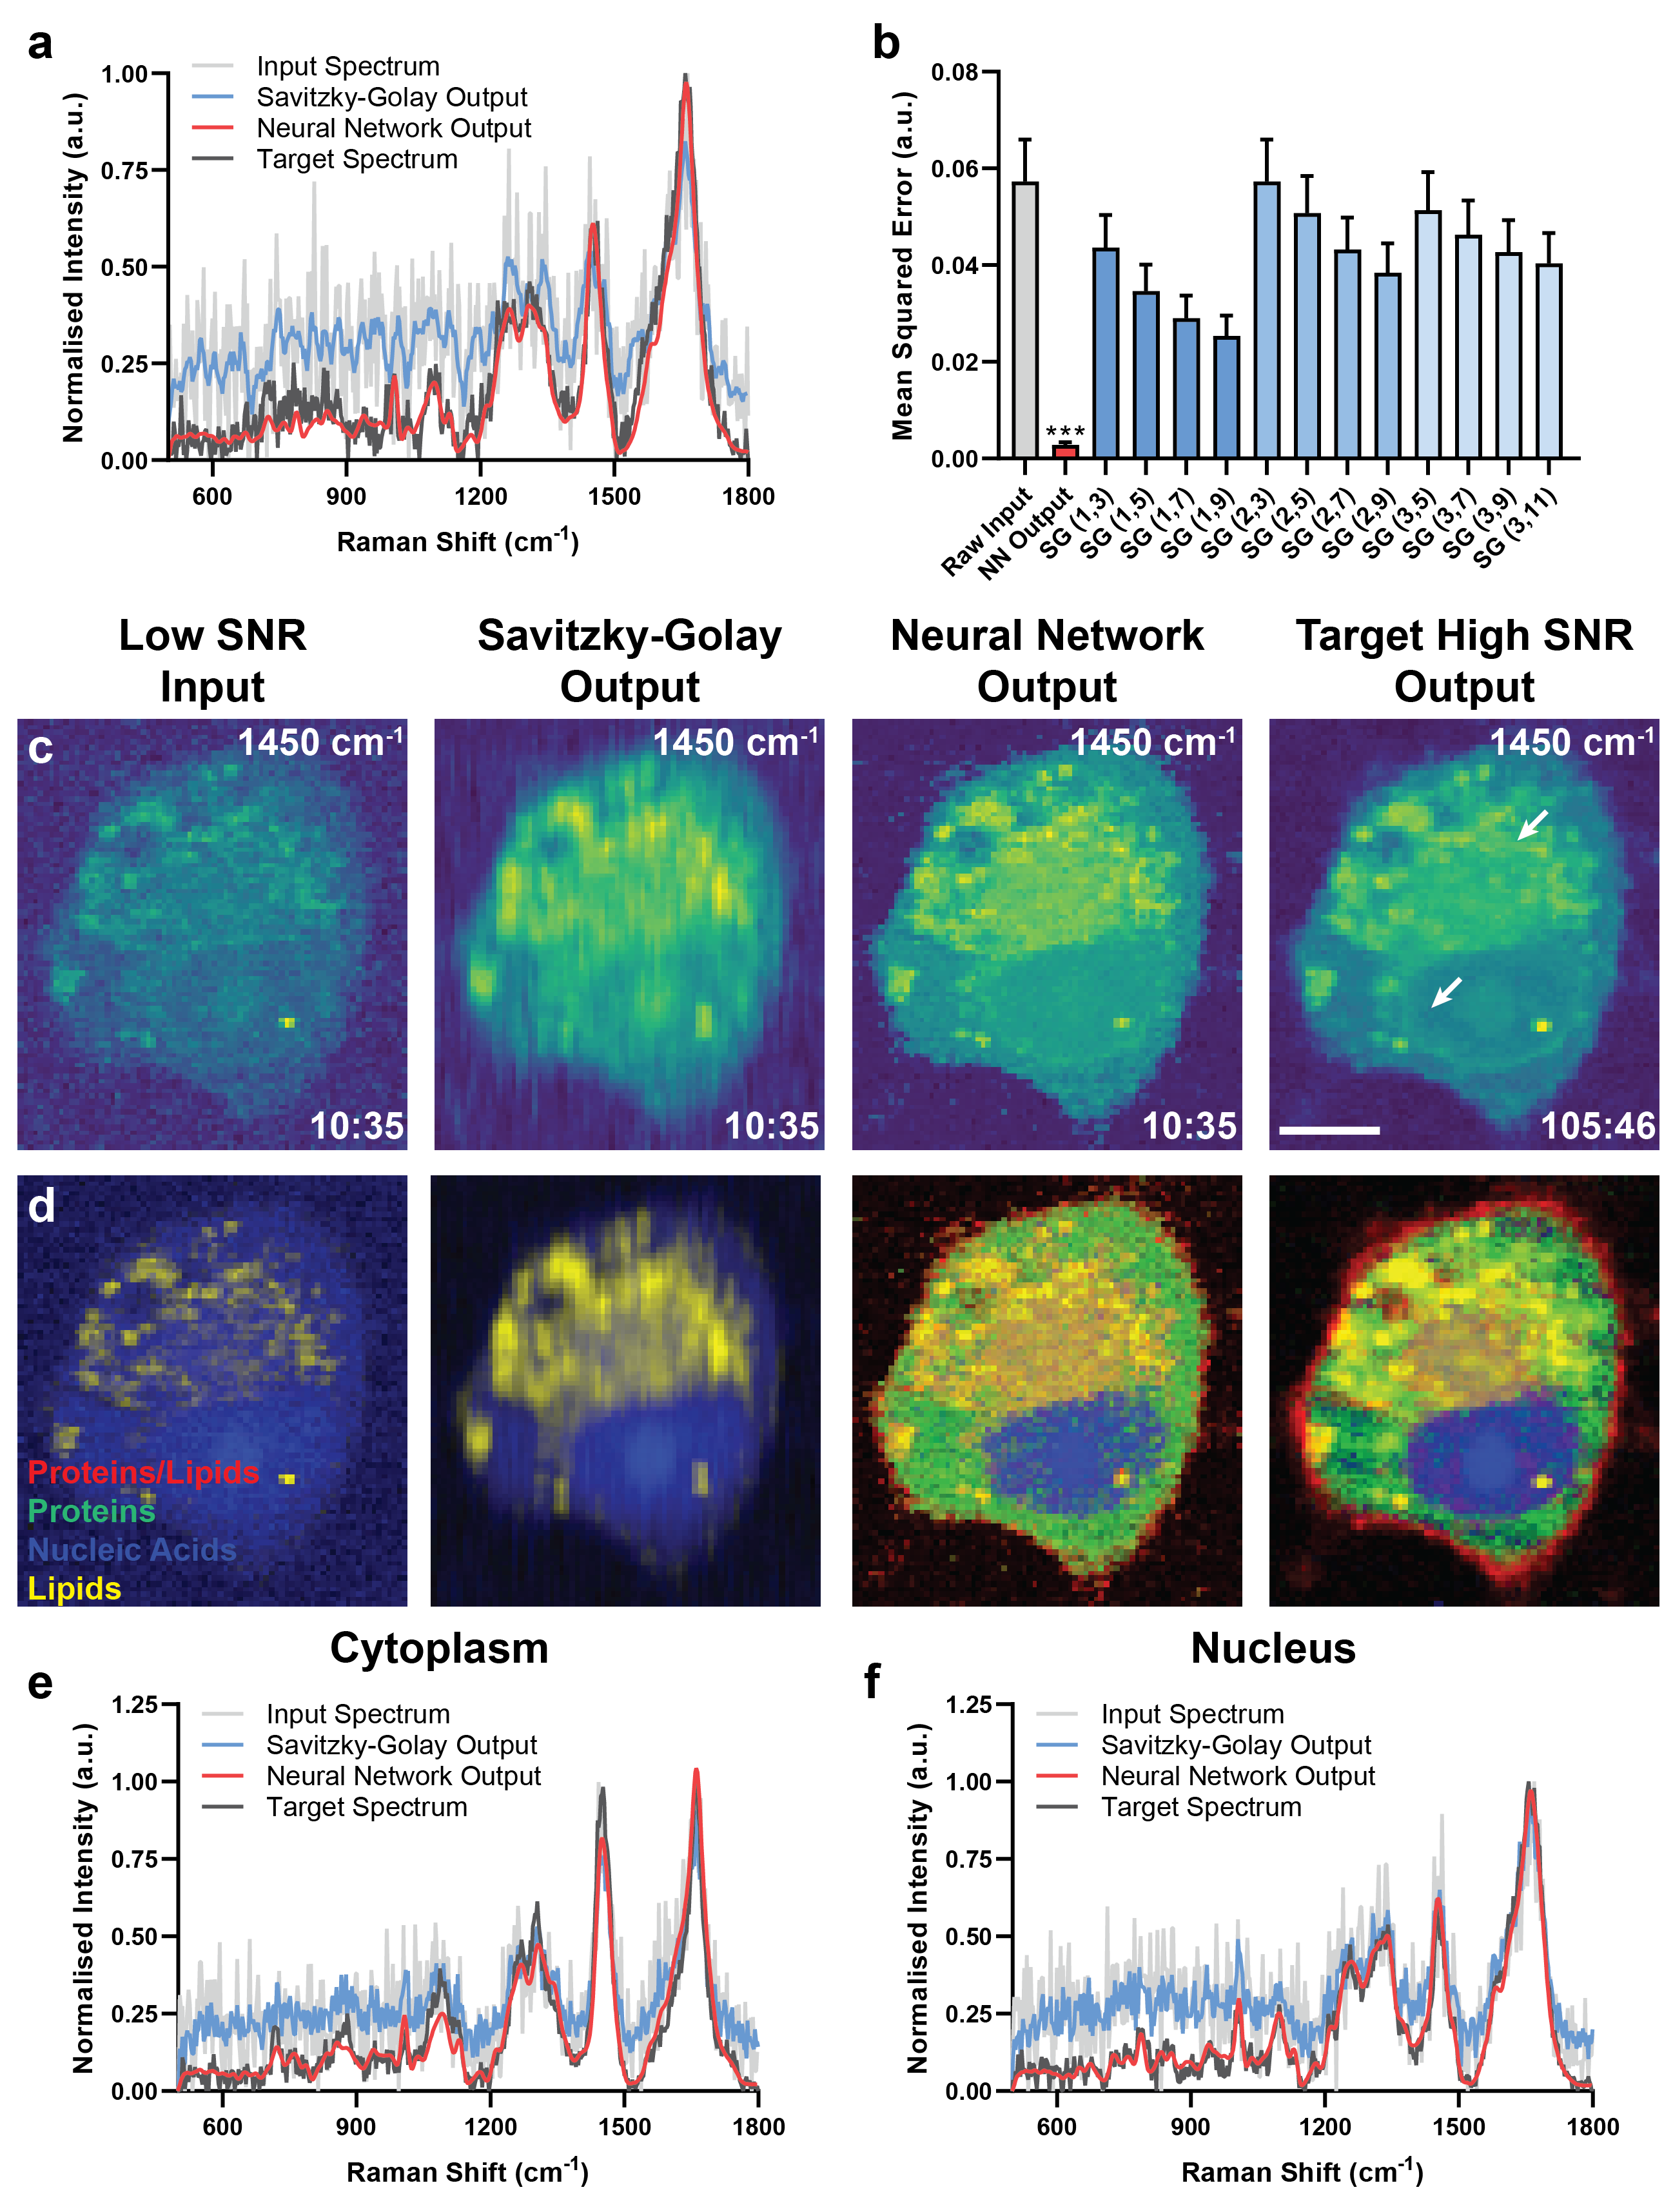 a
Input Spectrum
Savitzky-Golay Output
Neural Network Output
Target Spectrum
Normalised Intensity (a.u.)
1.00
0.75
0.50
0.25
0.00
600
900
1200
1500
1800
Raman Shift (cm-1)
b
Mean Squared Error (a.u.)
0.08
0.06
0.04
0.02
0.00
***
Raw Input
NN Output
SG (1,3)
SG (1,5)
SG (1,7)
SG (1,9)
SG (2,3)
SG (2,5)
SG (2,7)
SG (2,9)
SG (3,5)
SG (3,7)
SG (3,9)
SG (3,11)
Low SNR
Input
Savitzky-Golay
Output
Neural Network
Output
Target High SNR
Output
c
1450 cm-1
10:35
1450 cm-1
10:35
1450 cm-1
10:35
1450 cm-1
105:46
d
Proteins/Lipids
Proteins
Nucleic Acids
Lipids
Cytoplasm
e
Input Spectrum
Savitzky-Golay Output
Neural Network Output
Target Spectrum
Normalised Intensity (a.u.)
1.25
1.00
0.75
0.50
0.25
0.00
600
900
1200
1500
1800
Raman Shift (cm-1)
Nucleus
f
Input Spectrum
Savitzky-Golay Output
Neural Network Output
Target Spectrum
Normalised Intensity (a.u.)
1.25
1.00
0.75
0.50
0.25
0.00
600
900
1200
1500
1800
Raman Shift (cm-1)